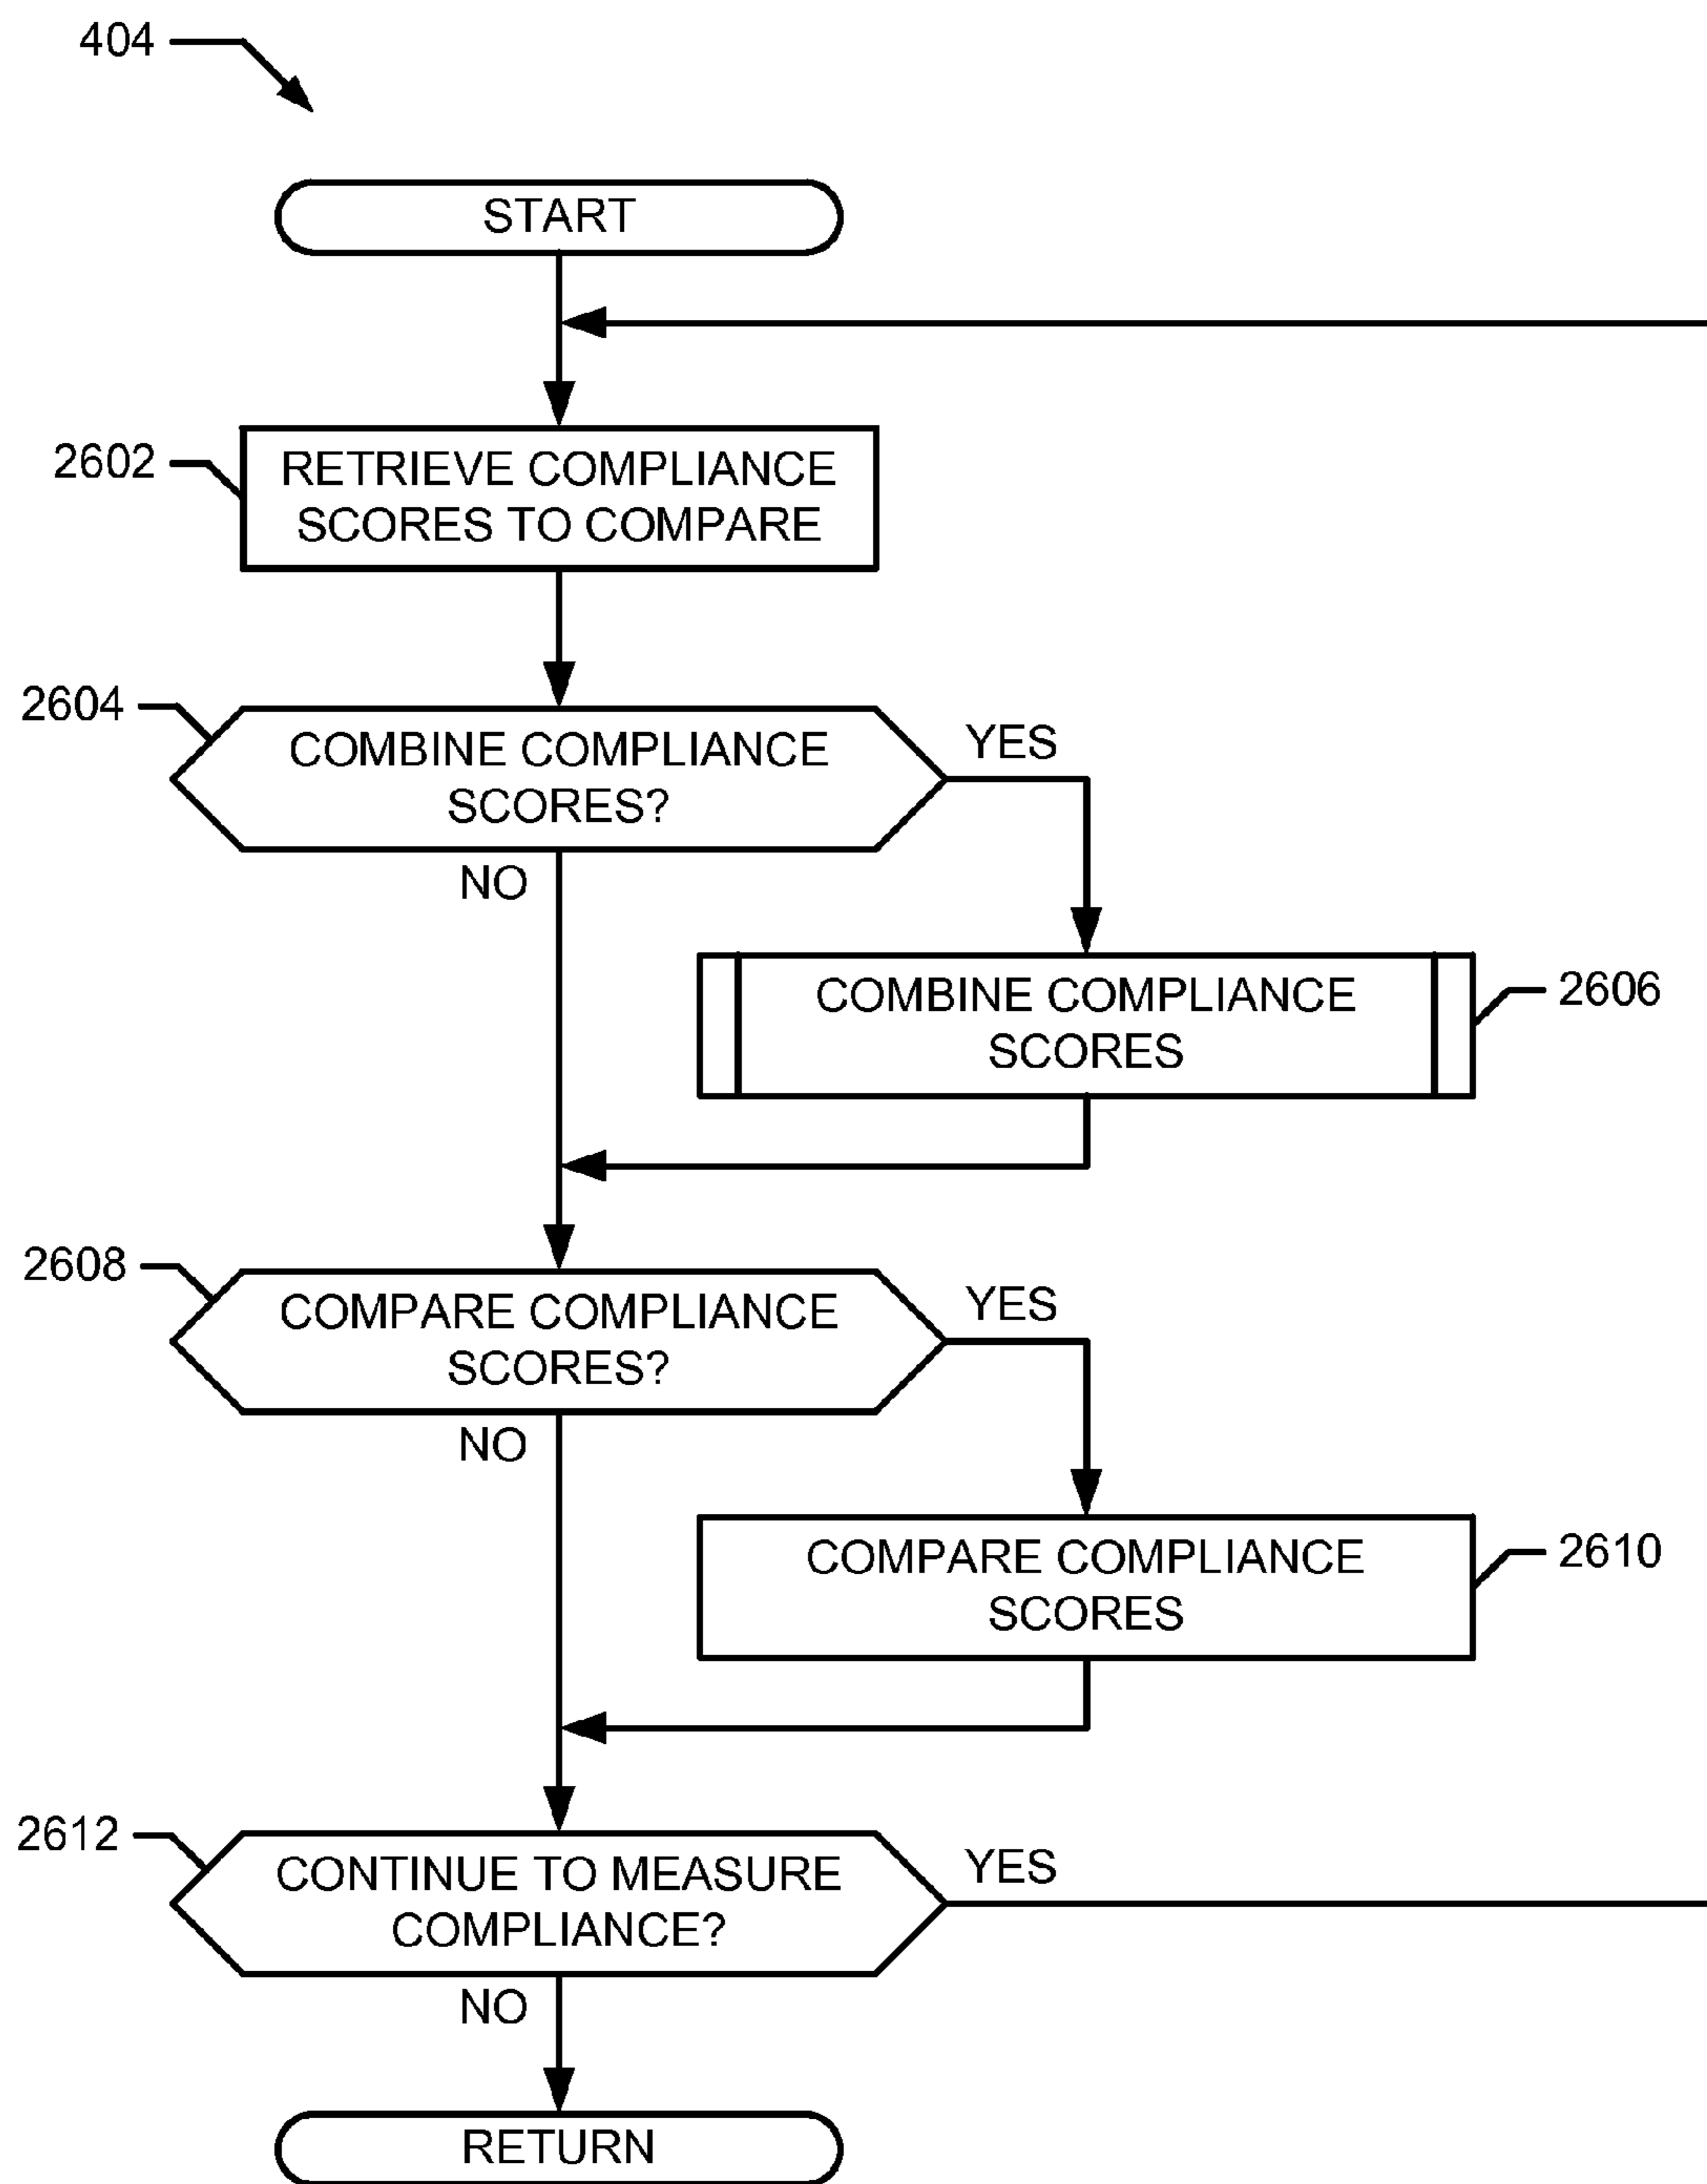 404
START
2602
RETRIEVE COMPLIANCE
SCORES TO COMPARE
2604
COMBINE COMPLIANCE
SCORES?
YES
NO
COMBINE COMPLIANCE
SCORES
2606
2608
COMPARE COMPLIANCE
SCORES?
YES
NO
COMPARE COMPLIANCE
SCORES
2610
2612
CONTINUE TO MEASURE
COMPLIANCE?
YES
NO
RETURN